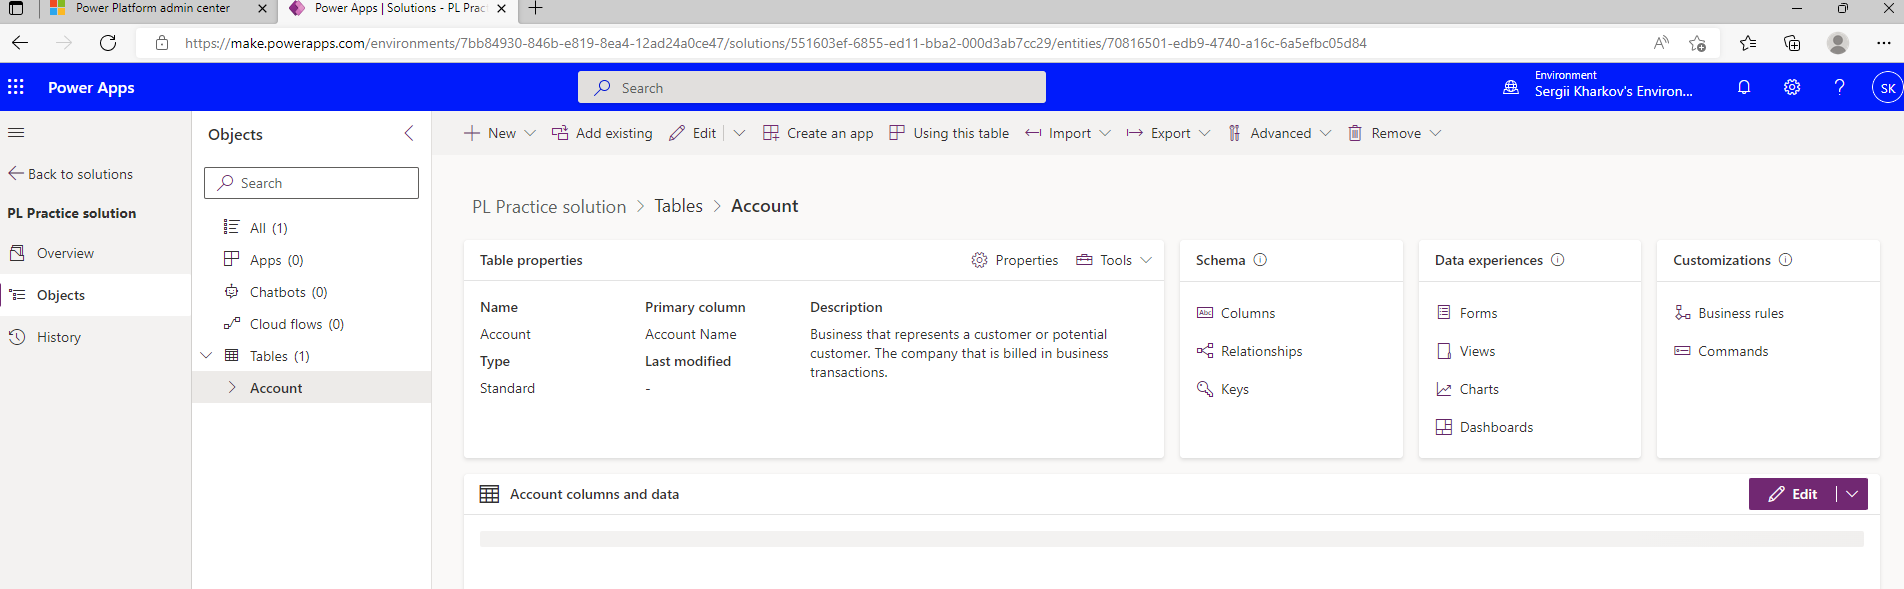 Power Platform admin center
Power Apps | Solutions - PL Prac
https://make.powerapps.com/environments/7bb84930-846b-e819-8ea4-12ad24a0ce47/solutions/551603ef-6855-ed11-bba2-000d3ab7cc29/entities/70816501-edb9-4740-a16c-6a5efbc05d84
Power Apps
Search
Environment
Sergii Kharkov's Environ...
?
SK
Back to solutions
PL Practice solution
Overview
Objects
History
Objects
Search
All (1)
Apps (0)
Chatbots (0)
Cloud flows (0)
Tables (1)
Account
New
Add existing
Edit
Create an app
Using this table
Import
Export
Advanced
Remove
PL Practice solution > Tables > Account
Table properties
Properties
Tools
Name
Account
Type
Standard
Primary column
Account Name
Last modified
-
Description
Business that represents a customer or potential
customer. The company that is billed in business
transactions.
Schema
Columns
Relationships
Keys
Data experiences
Forms
Views
Charts
Dashboards
Customizations
Business rules
Commands
Account columns and data
Edit